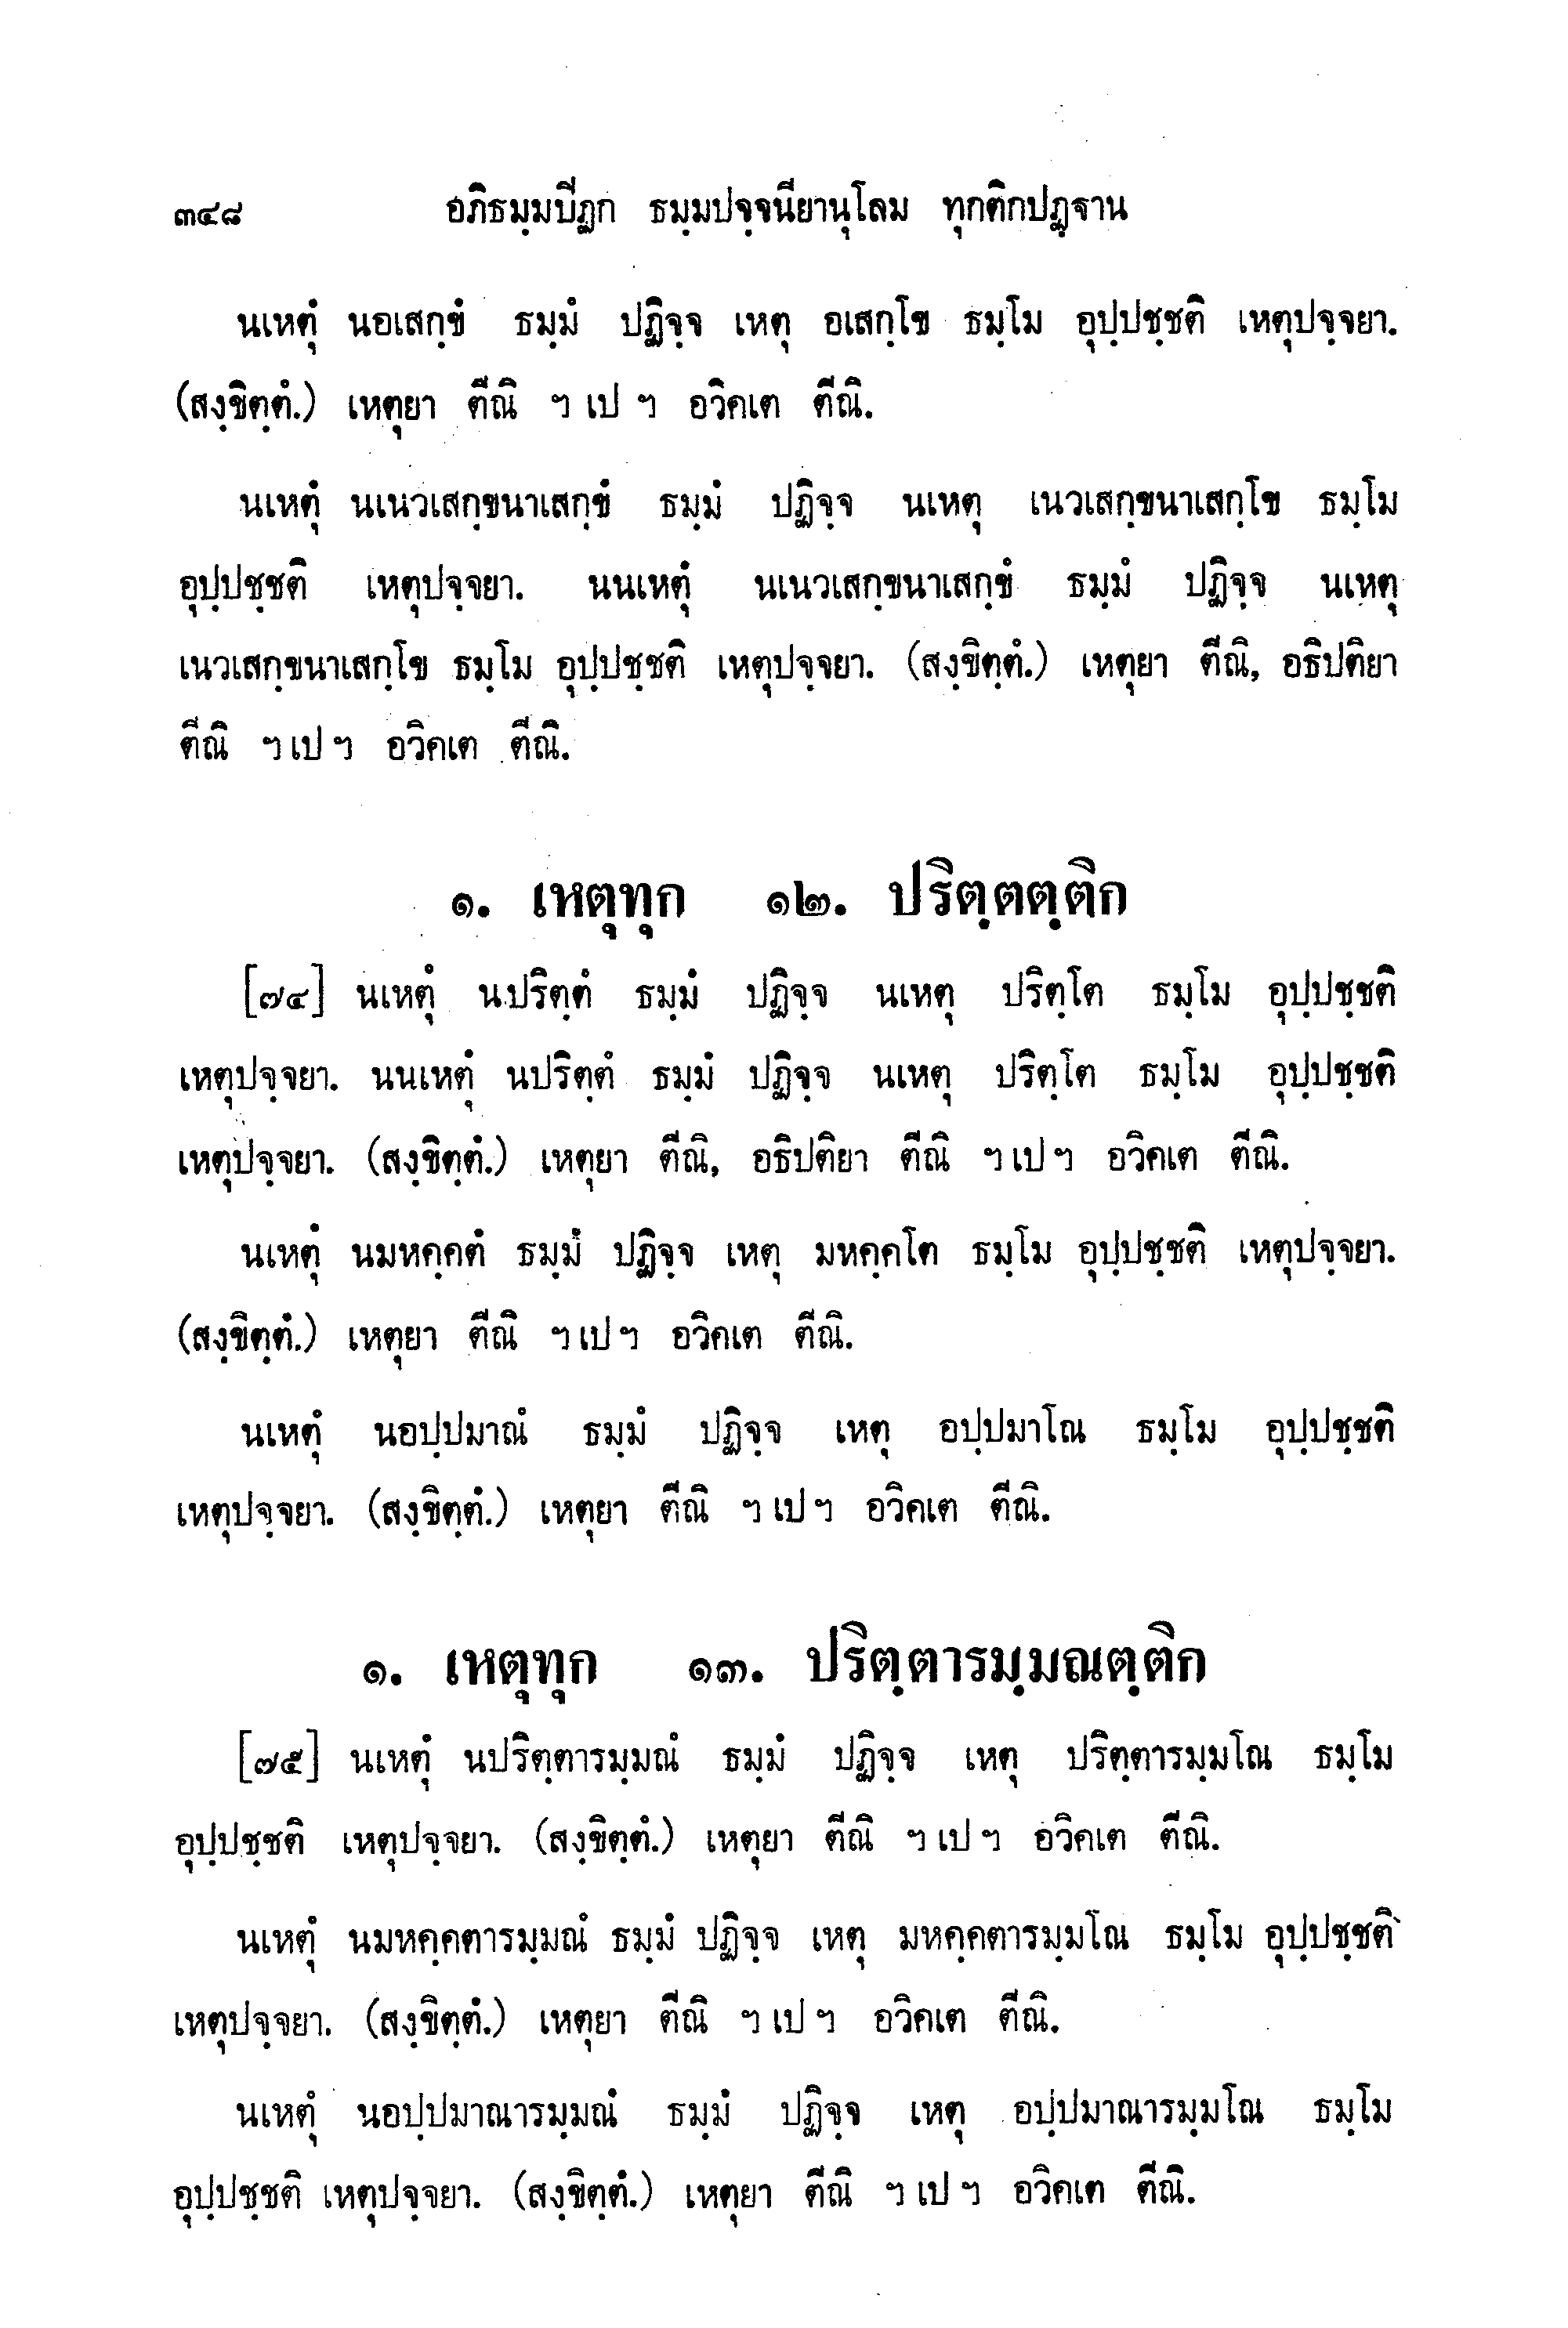 ๓๔๘ อภิธมฺมปีฏก ธมฺมปจฺจนียานุโลม ทุกติกปฏฺฐาน
นเหตุํ นอเสกฺขํ ธมฺมํ ปฏิจฺจ เหตุ อเสกฺโข ธมฺโม อุปฺปชฺชติ เหตุปจฺจยา.
(สงฺขิตฺตํ.) เหตุยา ตีณิ ฯ เป ฯ อวิคเต ตีณิ.
นเหตุํ นเนวเสกฺขนาเสกฺขํ ธมฺมํ ปฏิจฺจ นเหตุ เนวเสกฺขนาเสกฺโข ธมฺโม
อุปฺปชฺชติ เหตุปจฺจยา. นนเหตุํ นเนวเสกฺขนาเสกฺขํ ธมฺมํ ปฏิจฺจ นเหตุ
เนวเสกฺขนาเสกฺโข ธมฺโม อุปฺปชฺชติ เหตุปจฺจยา. (สงฺขิตฺตํ.) เหตุยา ตีณิ, อธิปติยา
ตีณิ ฯ เป ฯ อวิคเต ตีณิ.
๑. เหตุทุก ๑๒. ปริตฺตตฺติก
[๗๔] นเหตุํ นปริตฺตํ ธมฺมํ ปฏิจฺจ นเหตุ ปริตฺโต ธมฺโม อุปฺปชฺชติ
เหตุปจฺจยา. นนเหตุํ นปริตฺตํ ธมฺมํ ปฏิจฺจ นเหตุ ปริตฺโต ธมฺโม อุปฺปชฺชติ
เหตุปจฺจยา. (สงฺขิตฺตํ.) เหตุยา ตีณิ, อธิปติยา ตีณิ ฯ เป ฯ อวิคเต ตีณิ.
นเหตุํ นมหคฺคตํ ธมฺมํ ปฏิจฺจ เหตุ มหคฺคโต ธมฺโม อุปฺปชฺชติ เหตุปจฺจยา.
(สงฺขิตฺตํ.) เหตุยา ตีณิ ฯ เป ฯ อวิคเต ตีณิ.
นเหตุํ นอปฺปมาณํ ธมฺมํ ปฏิจฺจ เหตุ อปฺปมาโณ ธมฺโม อุปฺปชฺชติ
เหตุปจฺจยา. (สงฺขิตฺตํ.) เหตุยา ตีณิ ฯ เป ฯ อวิคเต ตีณิ.
๑. เหตุทุก ๑๓. ปริตฺตารมฺมณตฺติก
[๗๕] นเหตุํ นปริตฺตารมฺมณํ ธมฺมํ ปฏิจฺจ เหตุ ปริตฺตารมฺมโณ ธมฺโม
อุปฺปชฺชติ เหตุปจฺจยา. (สงฺขิตฺตํ.) เหตุยา ตีณิ ฯ เป ฯ อวิคเต ตีณิ.
นเหตุํ นมหคฺคตารมฺมณํ ธมฺมํ ปฏิจฺจ เหตุ มหคฺคตารมฺมโณ ธมฺโม อุปฺปชฺชติ
เหตุปจฺจยา. (สงฺขิตฺตํ.) เหตุยา ตีณิ ฯ เป ฯ อวิคเต ตีณิ.
นเหตุํ นอปฺปมาณารมฺมณํ ธมฺมํ ปฏิจฺจ เหตุ อปฺปมาณารมฺมโณ ธมฺโม
อุปฺปชฺชติ เหตุปจฺจยา. (สงฺขิตฺตํ.) เหตุยา ตีณิ ฯ เป ฯ อวิคเต ตีณิ.